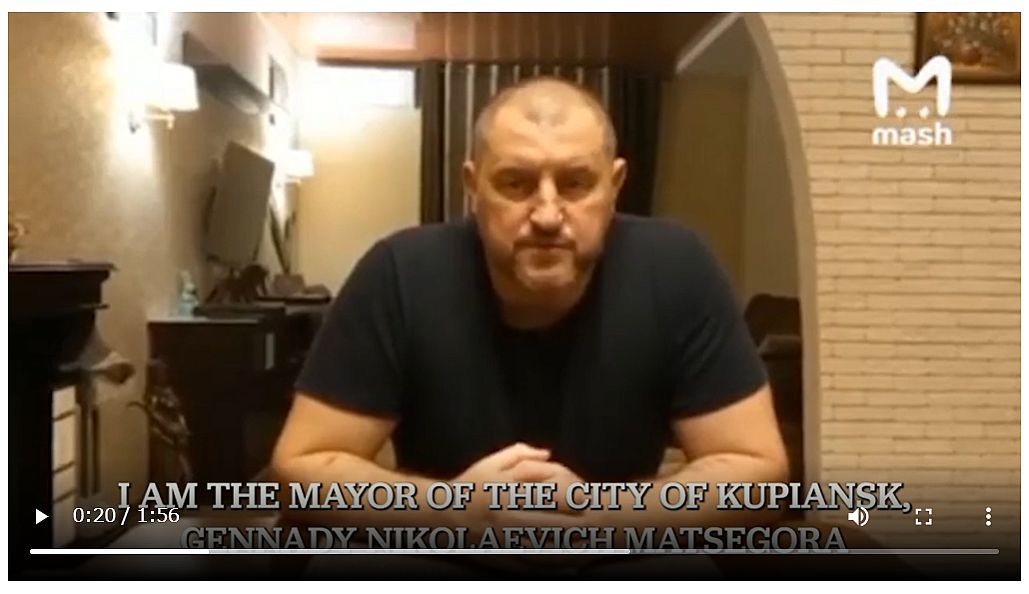 mash
I AM THE MAYOR OF THE CITY OF KUPIANSK,
0:20 / 1:56
GENNADY NIKOLAEVICH MATSEGORA